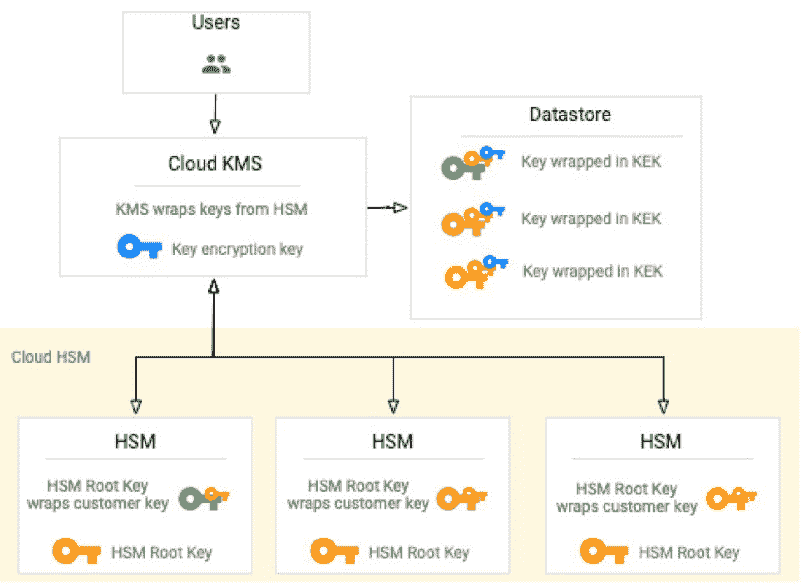 Users
Cloud KMS
KMS wraps keys from HSM
Key encryption key
Datastore
Key wrapped in KEK
Key wrapped in KEK
Key wrapped in KEK
Cloud HSM
HSM
HSM Root Key
wraps customer key
HSM Root Key
HSM
HSM Root Key
wraps customer key
HSM Root Key
HSM
HSM Root Key
wraps customer key
HSM Root Key